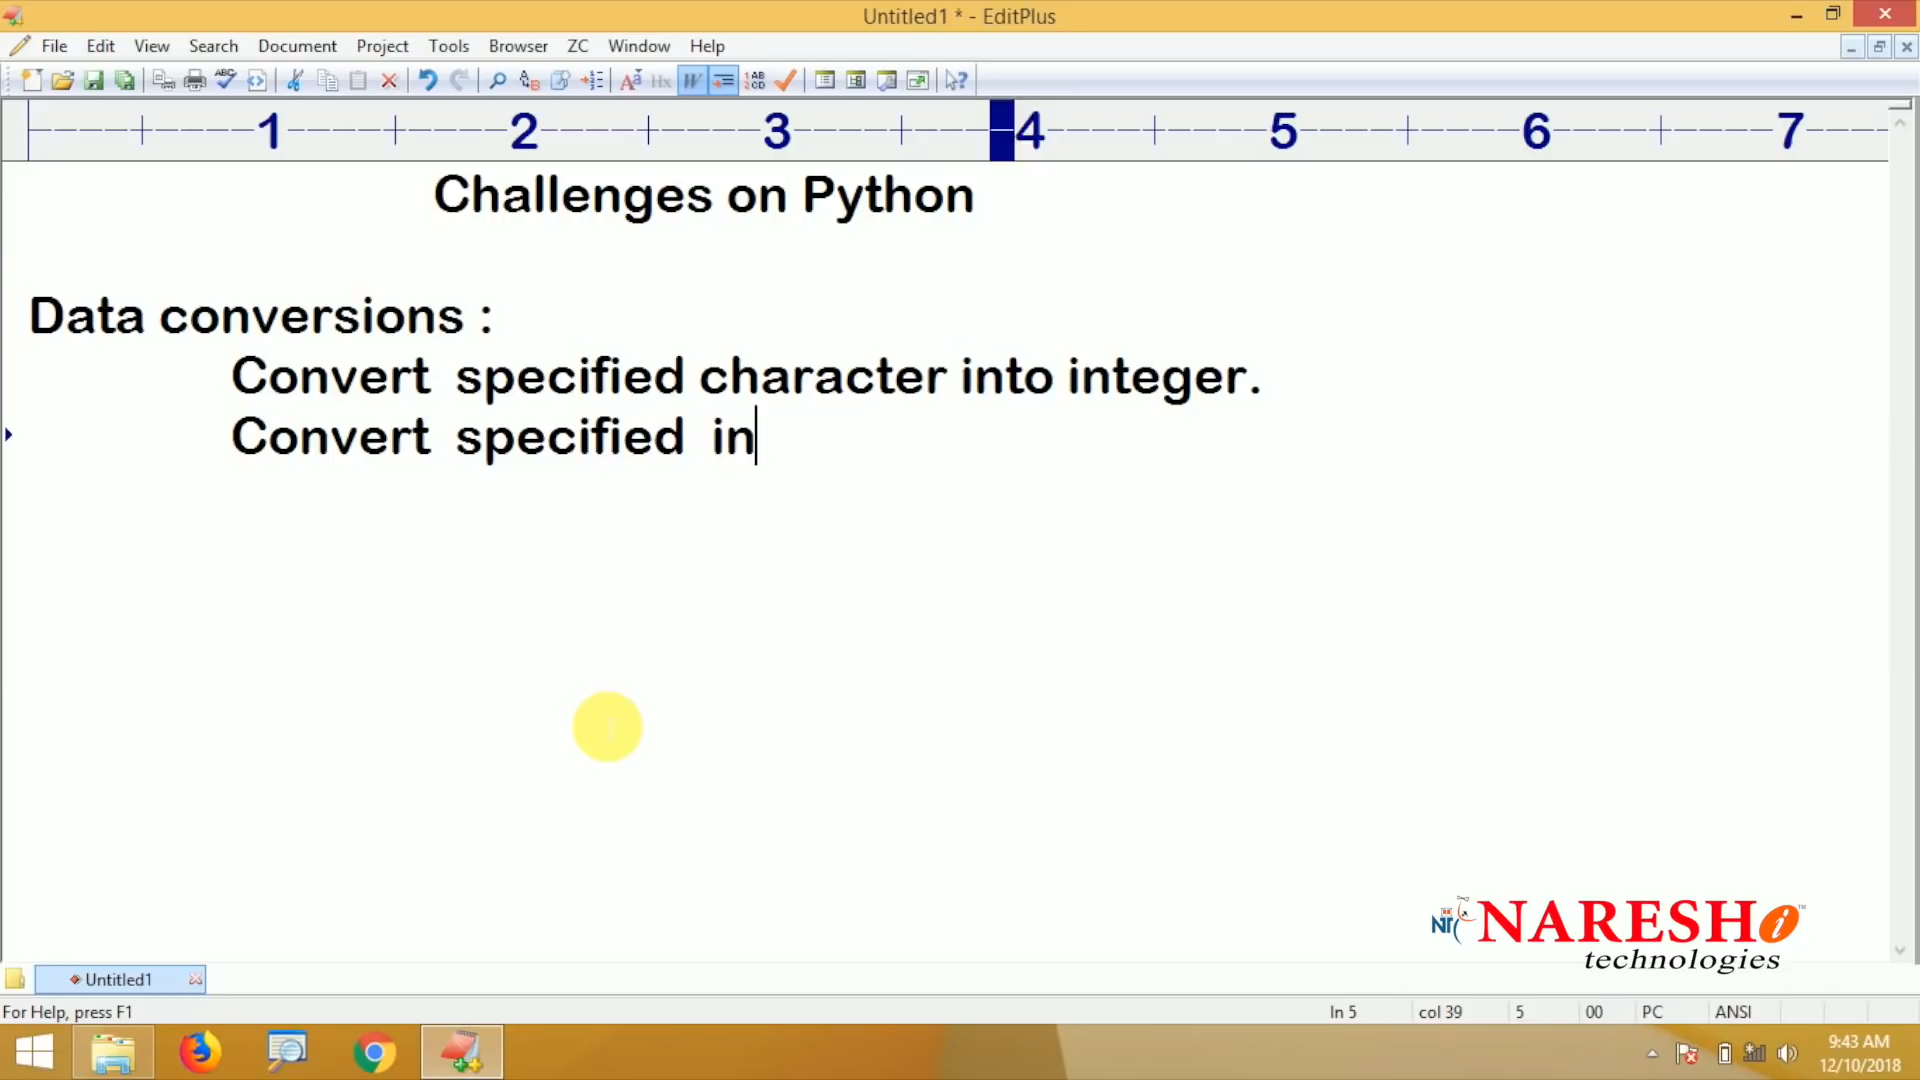 Untitled1 * - EditPlus
File Edit View Search Document Project Tools Browser ZC Window Help
1 2 3 4 5 6 7
Challenges on Python
Data conversions :
Convert specified character into integer.
Convert specified in
NARESH i
technologies
Untitled1
For Help, press F1 ln 5 col 39 5 00 PC ANSI
9:43 AM
12/10/2018